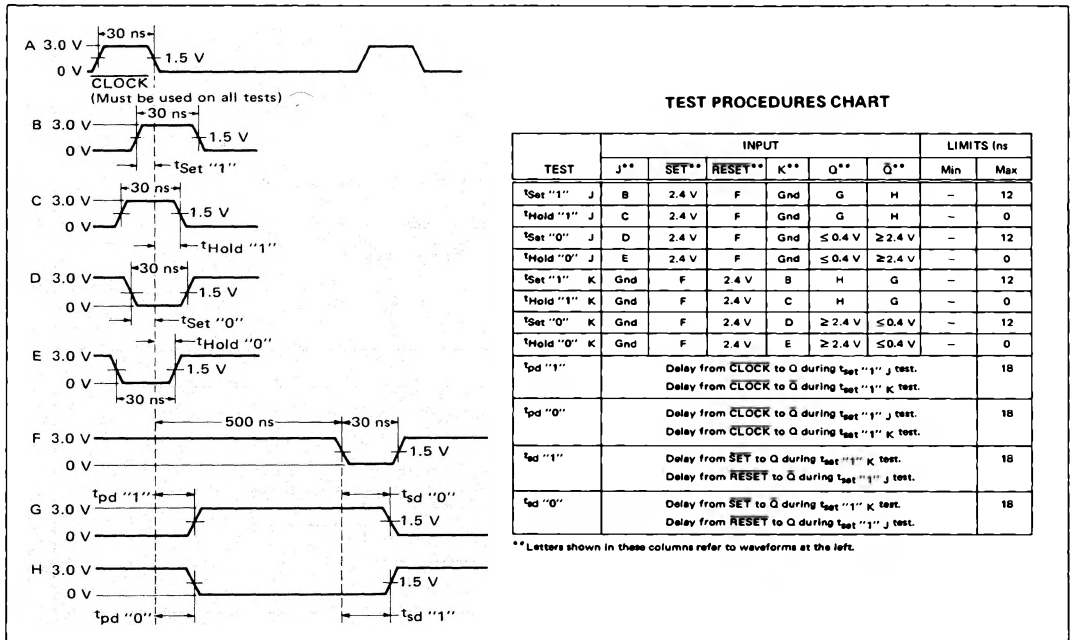 30 ns
A 3.0 V
1.5 V
0 V
CLOCK
(Must be used on all tests)
30 ns
B 3.0 V
1.5 V
0 V
tSet "1"
30 ns
C 3.0 V
1.5 V
0 V
tHold "1"
30 ns
D 3.0 V
1.5 V
0 V
tSet "0"
tHold "0"
E 3.0 V
1.5 V
0 V
30 ns
500 ns 30 ns
F 3.0 V
1.5 V
0 V
tpd "1" tsd "0"
G 3.0 V
1.5 V
0 V
H 3.0 V
1.5 V
0 V
tpd "0" tsd "1"
TEST PROCEDURES CHART
INPUT LIMITS (ns
TEST J** SET** RESET** K** Q** Q̄** Min Max
tSet "1" J B 2.4 V F Gnd G H – 12
tHold "1" J C 2.4 V F Gnd G H – 0
tSet "0" J D 2.4 V F Gnd ≤ 0.4 V ≥ 2.4 V – 12
tHold "0" J E 2.4 V F Gnd ≤ 0.4 V ≥2.4 V – 0
tSet "1" K Gnd F 2.4 V B H G – 12
tHold "1" K Gnd F 2.4 V C H G – 0
tSet "0" K Gnd F 2.4 V D ≥ 2.4 V ≤0.4 V – 12
tHold "0" K Gnd F 2.4 V E ≥ 2.4 V ≤0.4 V – 0
tpd "1" Delay from CLOCK to Q during tset "1" J test. 18
Delay from CLOCK to Q̄ during tset "1" K test.
tpd "0" Delay from CLOCK to Q̄ during tset "1" J test. 18
Delay from CLOCK to Q during tset "1" K test.
tsd "1" Delay from SET to Q during tset "1" K test. 18
Delay from RESET to Q̄ during tset "1" J test.
tsd "0" Delay from SET to Q̄ during tset "1" K test. 18
Delay from RESET to Q during tset "1" J test.
**Letters shown in these columns refer to waveforms at the left.